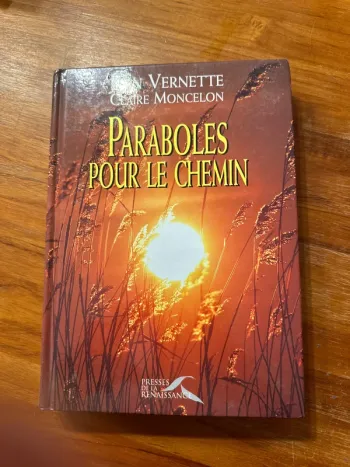 VERNETTE
CLAIRE MONCELON
PARABOLES
POUR LE CHEMIN
PRESSES
DE LA
RENAISSANCE